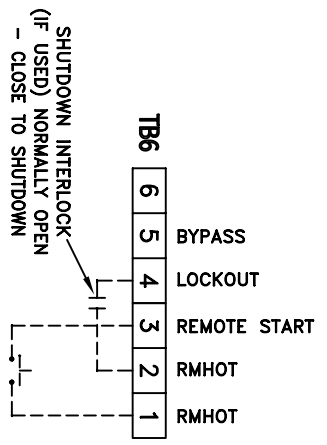 SHUTDOWN INTERLOCK
(IF USED) NORMALLY OPEN
- CLOSE TO SHUTDOWN
TB6
6
5 BYPASS
4 LOCKOUT
3 REMOTE START
2 RMHOT
1 RMHOT